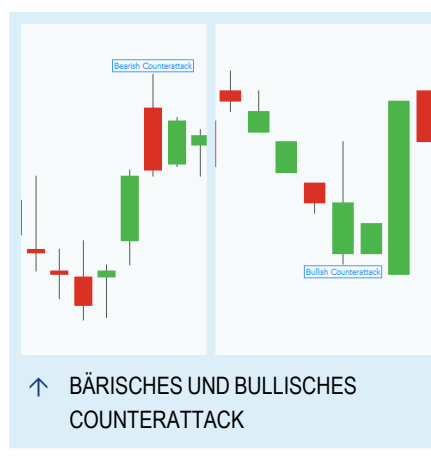 Bearish Counterattack
Bullish Counterattack
BÄRISCHES UND BULLISCHES
COUNTERATTACK